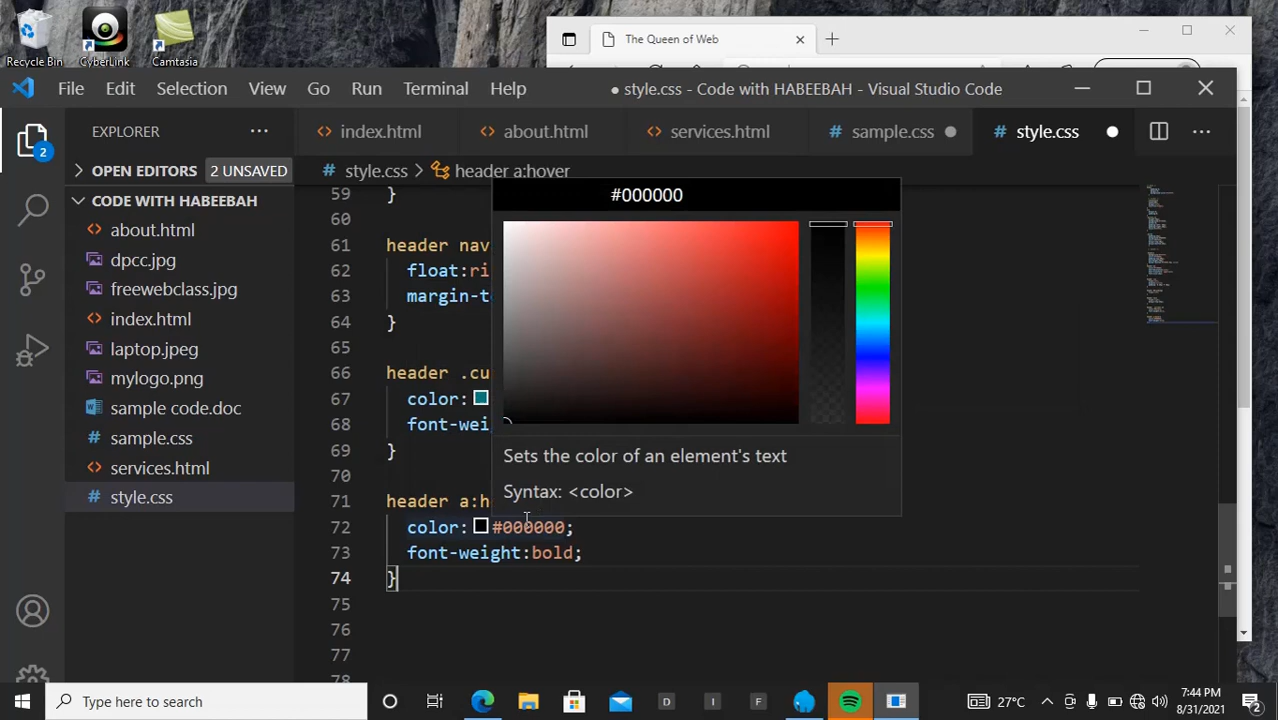 The Queen of Web
Recycle Bin
CyberLink
Camtasia
File Edit Selection View Go Run Terminal Help
● style.css - Code with HABEEBAH - Visual Studio Code
EXPLORER
index.html
about.html
services.html
# sample.css
# style.css
OPEN EDITORS 2 UNSAVED
# style.css > header a:hover
CODE WITH HABEEBAH
about.html
dpcc.jpg
freewebclass.jpg
index.html
laptop.jpeg
mylogo.png
sample code.doc
# sample.css
services.html
# style.css
2
#000000
59 }
60
61 header nav
62 float:ri
63 margin-t
64 }
65
66 header .cu
67 color:
68 font-wei
69 }
70
Sets the color of an element's text
Syntax: <color>
71 header a:h
72 color: #000000;
73 font-weight:bold;
74 }
75
76
77
78
Type here to search
D
I
F
27°C
7:44 PM
8/31/2021
2